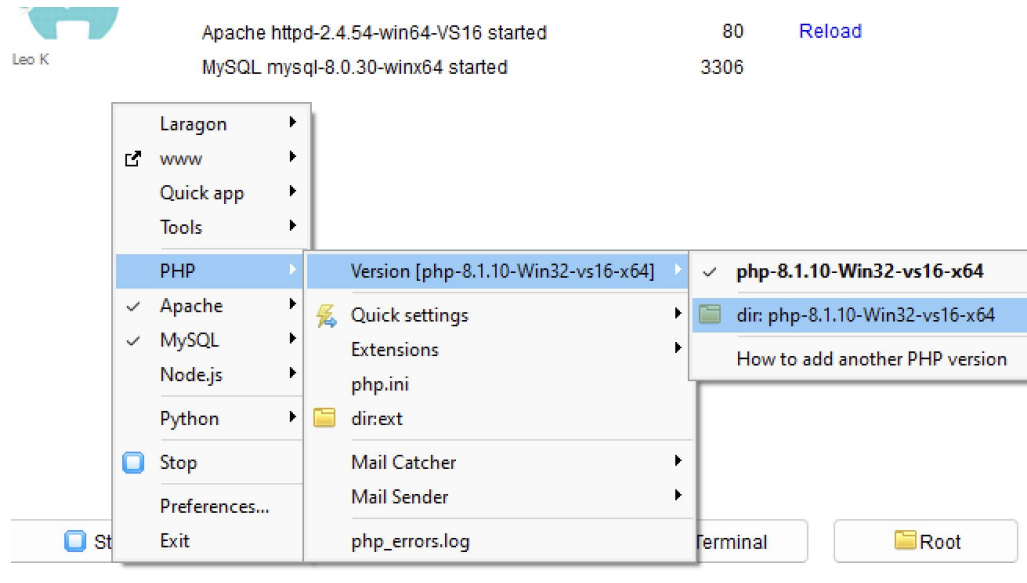 Leo K
Apache httpd-2.4.54-win64-VS16 started 80 Reload
MySQL mysql-8.0.30-winx64 started 3306
Laragon
www
Quick app
Tools
PHP
Apache
MySQL
Node.js
Python
Stop
Preferences...
Exit
Version [php-8.1.10-Win32-vs16-x64]
Quick settings
Extensions
php.ini
dir:ext
Mail Catcher
Mail Sender
php_errors.log
php-8.1.10-Win32-vs16-x64
dir: php-8.1.10-Win32-vs16-x64
How to add another PHP version
St
Terminal
Root